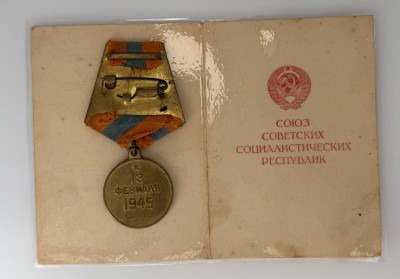 13
ФЕВРАЛЯ
1945
СОЮЗ
СОВЕТСКИХ
СОЦИАЛИСТИЧЕСКИХ
РЕСПУБЛИК